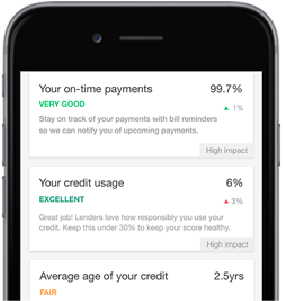 Your on-time payments 99.7%
VERY GOOD ▲ 1%
Stay on track of your payments with bill reminders
so we can notify you of upcoming payments.
High impact
Your credit usage 6%
EXCELLENT ▲ 3%
Great job! Lenders love how responsibly you use your
credit. Keep this under 30% to keep your score healthy.
High impact
Average age of your credit 2.5yrs
FAIR